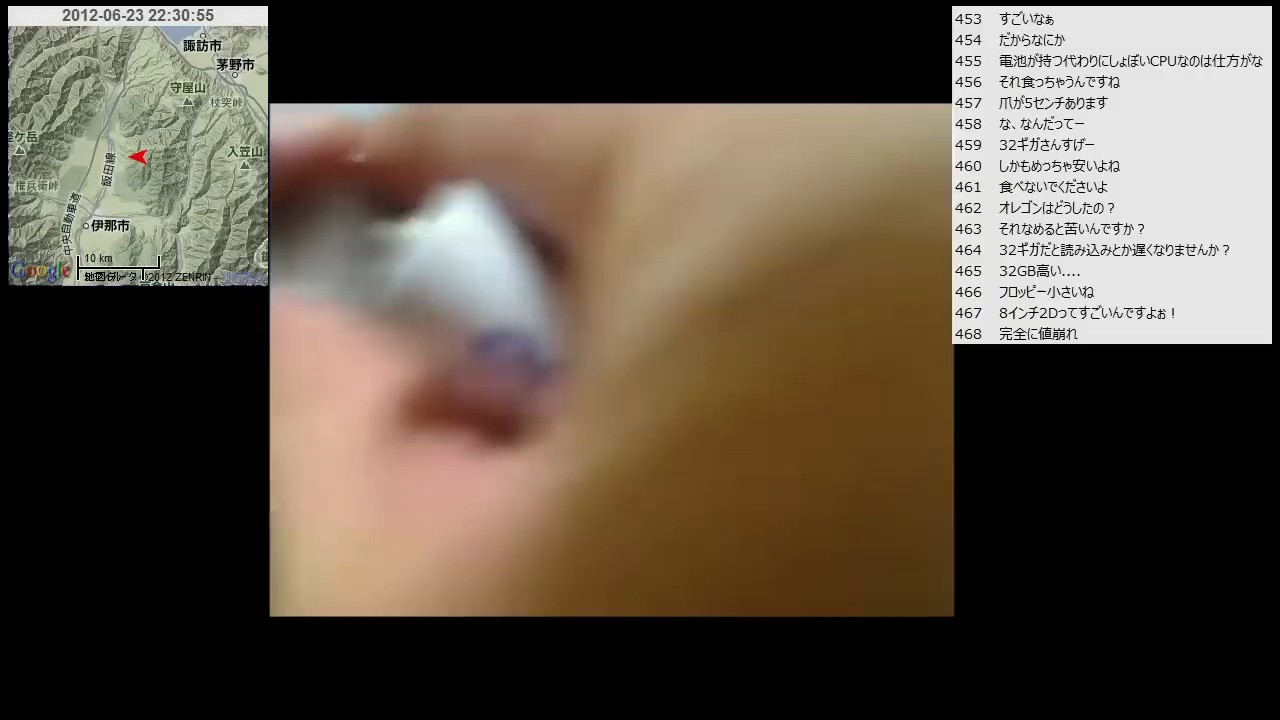 2012-06-23 22:30:55
諏訪市
茅野市
守屋山
杖突峠
入笠山
権兵衛峠
飯田線
中央自動車道
伊那市
10 km
Google
©2012 ZENRIN -
453 すごいなぁ
454 だからなにか
455 電池が持つ代わりにしょぼいCPUなのは仕方がな
456 それ食っちゃうんですね
457 爪が5センチあります
458 な、なんだってー
459 32ギガさんすげー
460 しかもめっちゃ安いよね
461 食べないでくださいよ
462 オレゴンはどうしたの？
463 それなめると苦いんですか？
464 32ギガだと読み込みとか遅くなりませんか？
465 32GB高い....
466 フロッピー小さいね
467 8インチ2Dってすごいんですよぉ！
468 完全に値崩れ